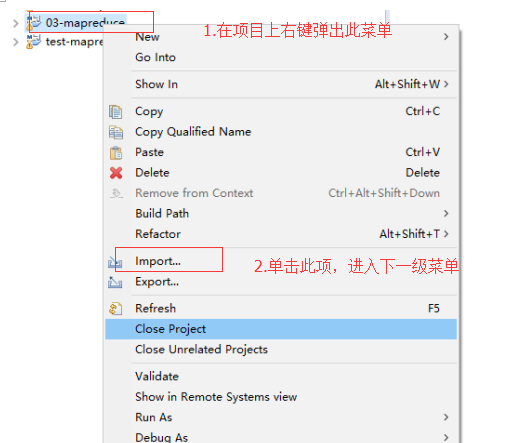 03-mapreduce
1.在项目上右键弹出此菜单
test-mapre
New
Go Into
Show In Alt+Shift+W
Copy Ctrl+C
Copy Qualified Name
Paste Ctrl+V
Delete Delete
Remove from Context Ctrl+Alt+Shift+Down
Build Path
Refactor Alt+Shift+T
Import...
2.单击此项，进入下一级菜单
Export...
Refresh F5
Close Project
Close Unrelated Projects
Validate
Show in Remote Systems view
Run As
Debug As